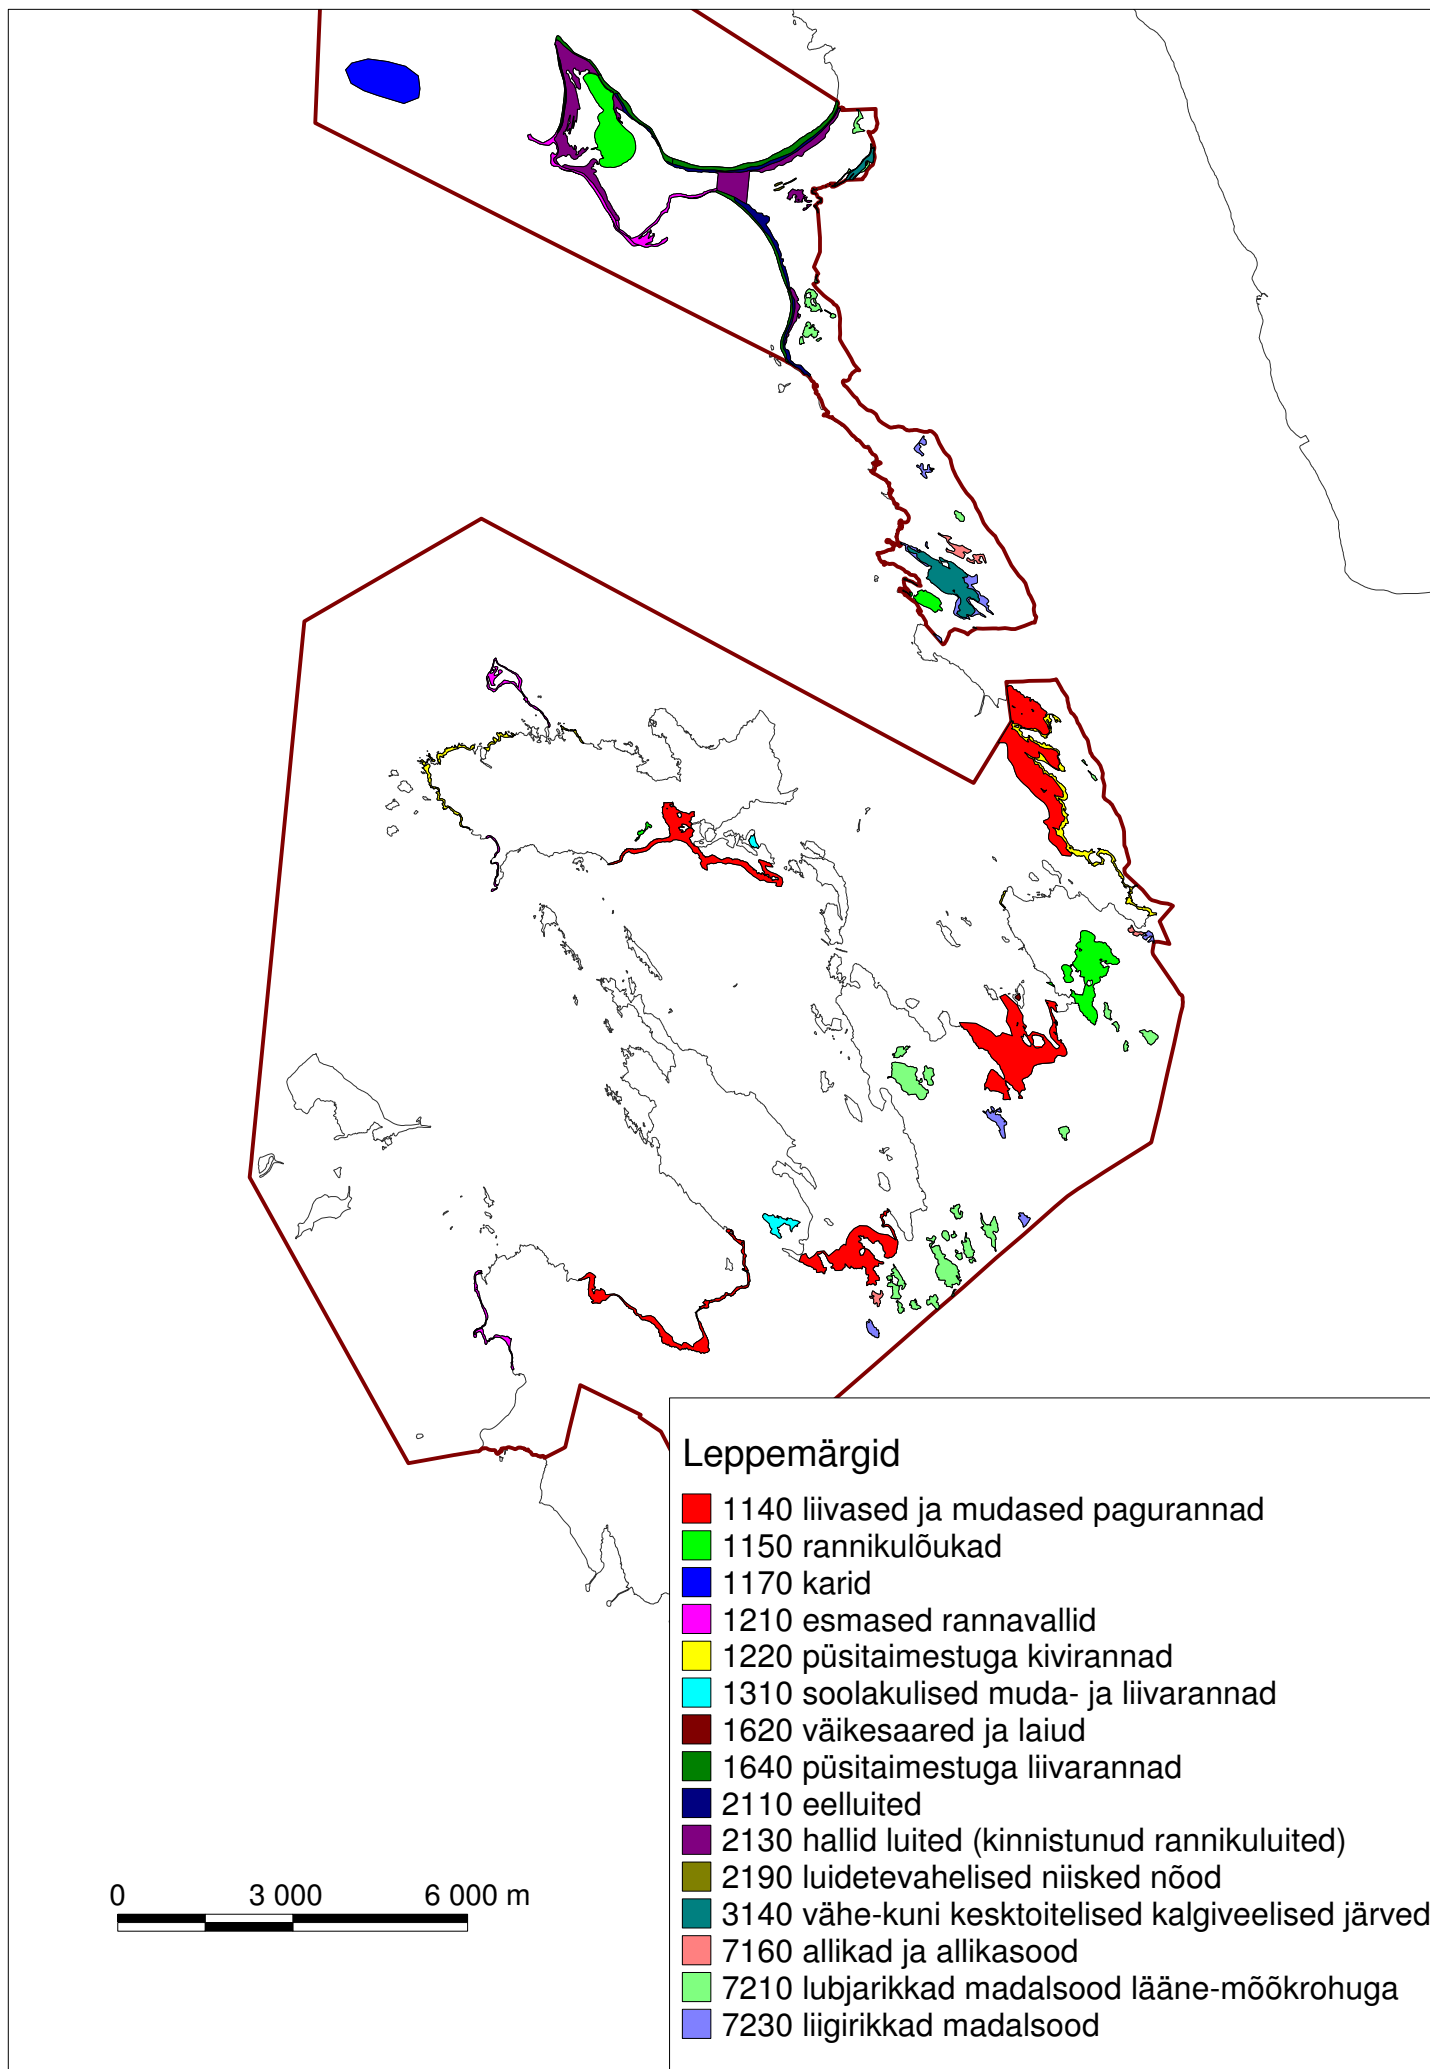 Leppemärgid
1140 liivased ja mudased pagurannad
1150 rannikulõukad
1170 karid
1210 esmased rannavallid
1220 püsitaimestuga kivirannad
1310 soolakulised muda- ja liivarannad
1620 väikesaared ja laiud
1640 püsitaimestuga liivarannad
2110 eelluited
2130 hallid luited (kinnistunud rannikuluited)
2190 luidetevahelised niisked nõod
3140 vähe-kuni kesktoitelised kalgiveelised järved
7160 allikad ja allikasood
7210 lubjarikkad madalsood lääne-mõõkrohuga
7230 liigirikkad madalsood
0 3 000 6 000 m